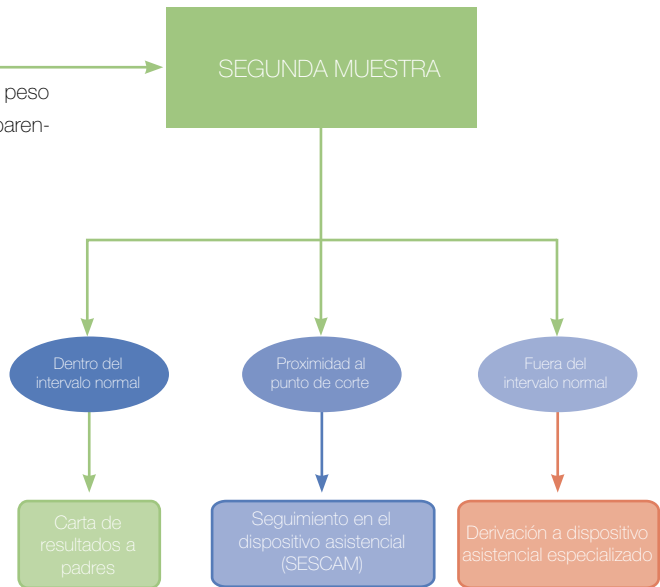 SEGUNDA MUESTRA
peso
paren-
Dentro del
intervalo normal
Proximidad al
punto de corte
Fuera del
intervalo normal
Carta de
resultados a
padres
Seguimiento en el
dispositivo asistencial
(SESCAM)
Derivación a dispositivo
asistencial especializado